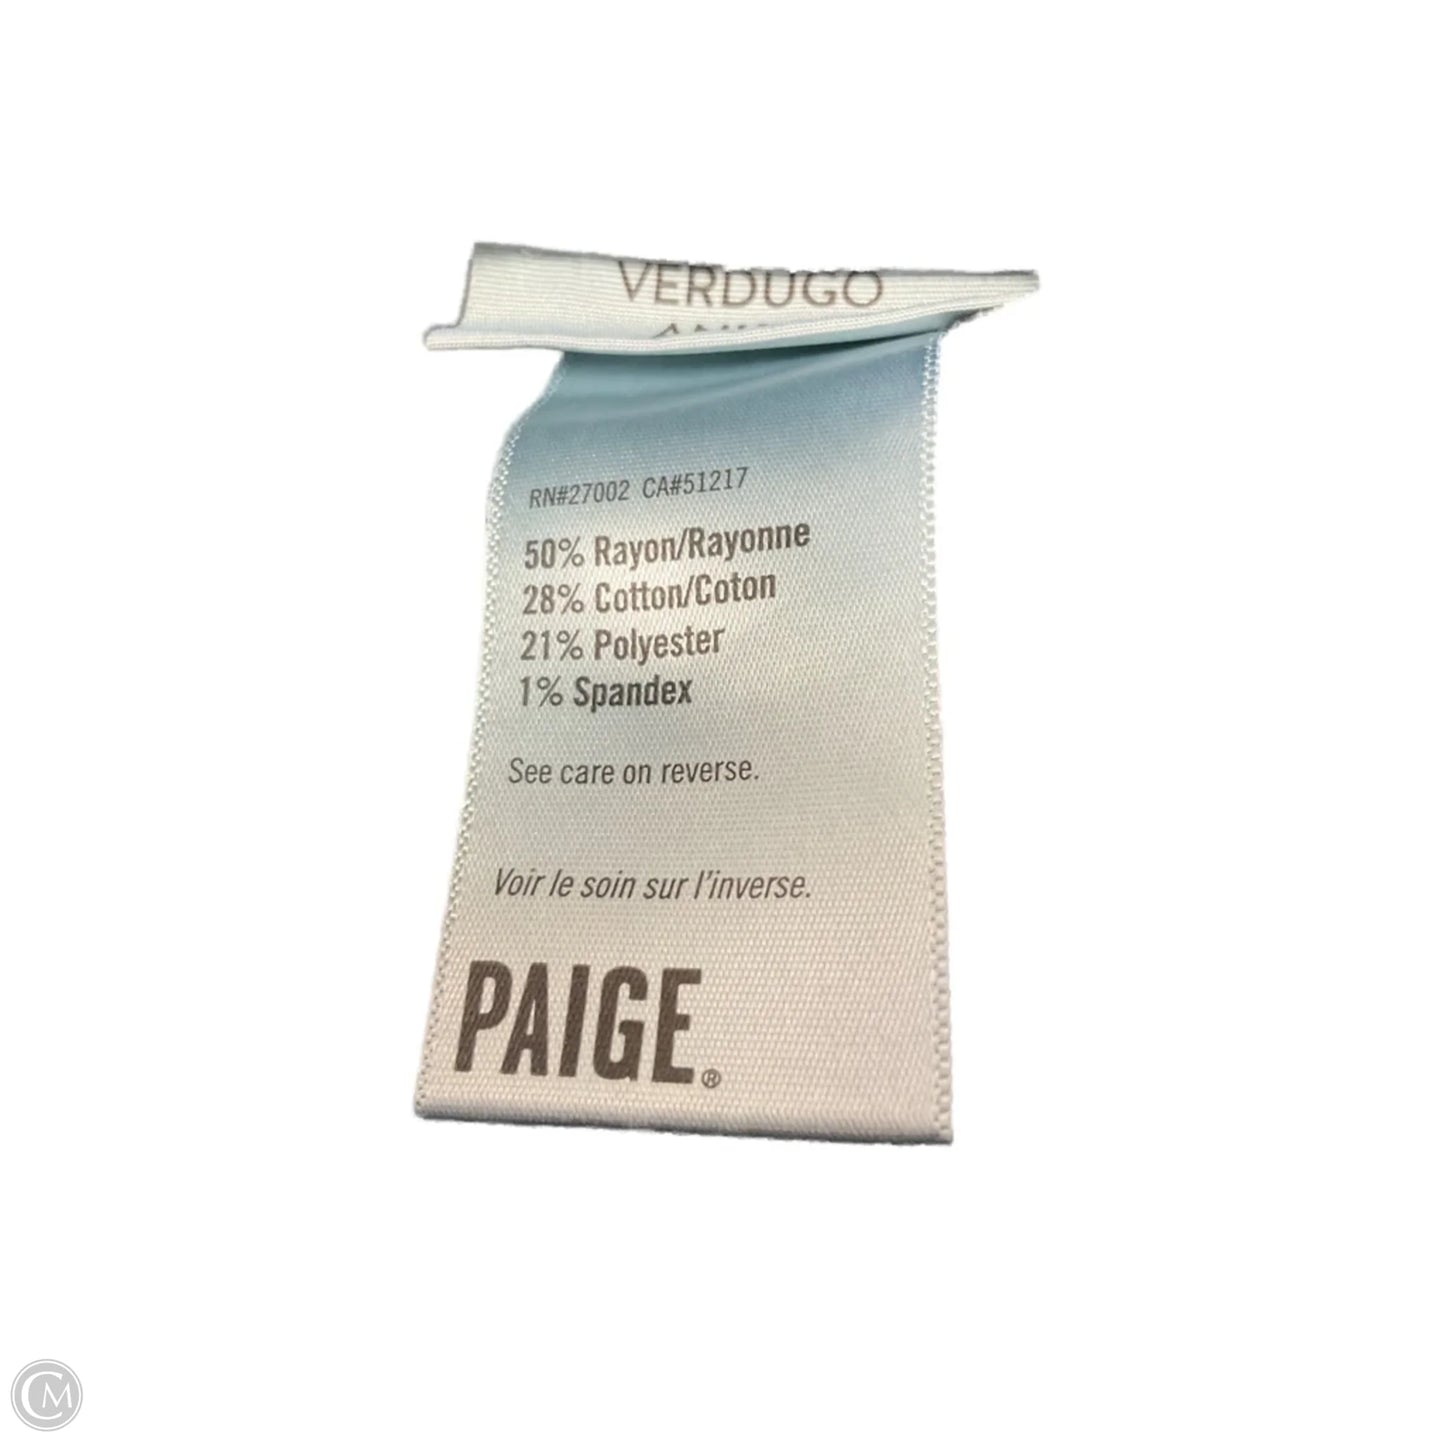 VERDUGO
RN#27002 CA#51217
50% Rayon/Rayonne
28% Cotton/Coton
21% Polyester
1% Spandex
See care on reverse.
Voir le soin sur l'inverse.
PAIGE®
CM